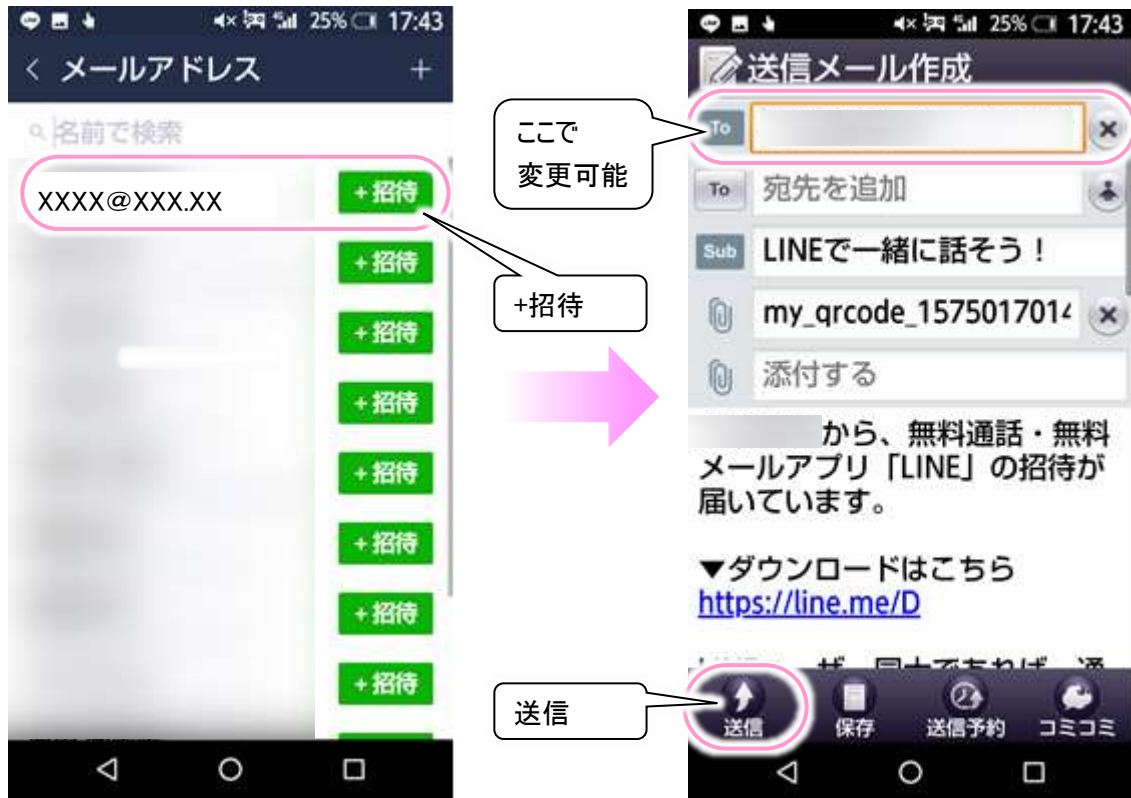 25% 17:43
メールアドレス
名前で検索
XXXX@XXX.XX
+招待
+招待
+招待
+招待
+招待
+招待
+招待
+招待
ここで
変更可能
+招待
送信
25% 17:43
送信メール作成
To
To 宛先を追加
Sub LINEで一緒に話そう！
my_qrcode_157501701
添付する
から、無料通話・無料
メールアプリ「LINE」の招待が
届いています。
▼ダウンロードはこちら
https://line.me/D
送信 保存 送信予約 コミコミ